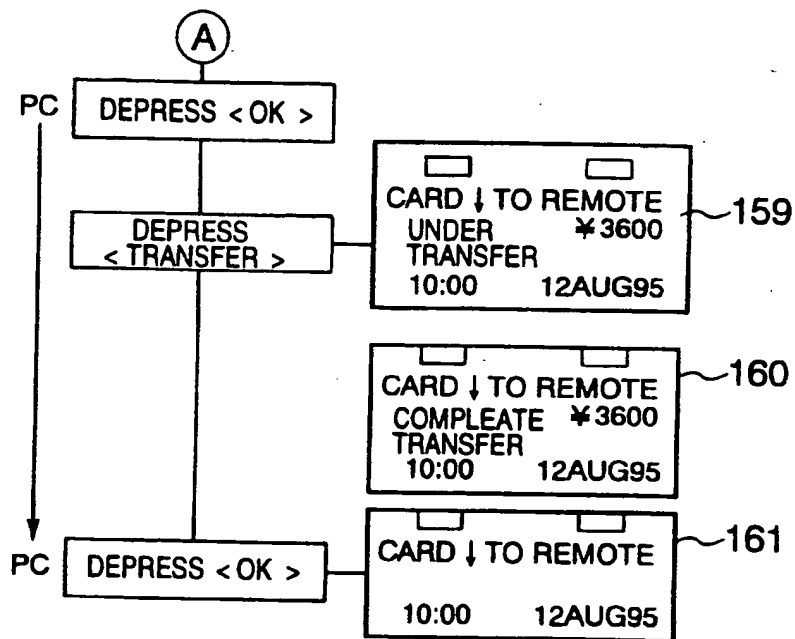 A
PC
DEPRESS < OK >
DEPRESS
< TRANSFER >
CARD ↓ TO REMOTE
UNDER ¥3600
TRANSFER
10:00 12AUG95
159
CARD ↓ TO REMOTE
COMPLEATE ¥3600
TRANSFER
10:00 12AUG95
160
PC
DEPRESS < OK >
CARD ↓ TO REMOTE
10:00 12AUG95
161